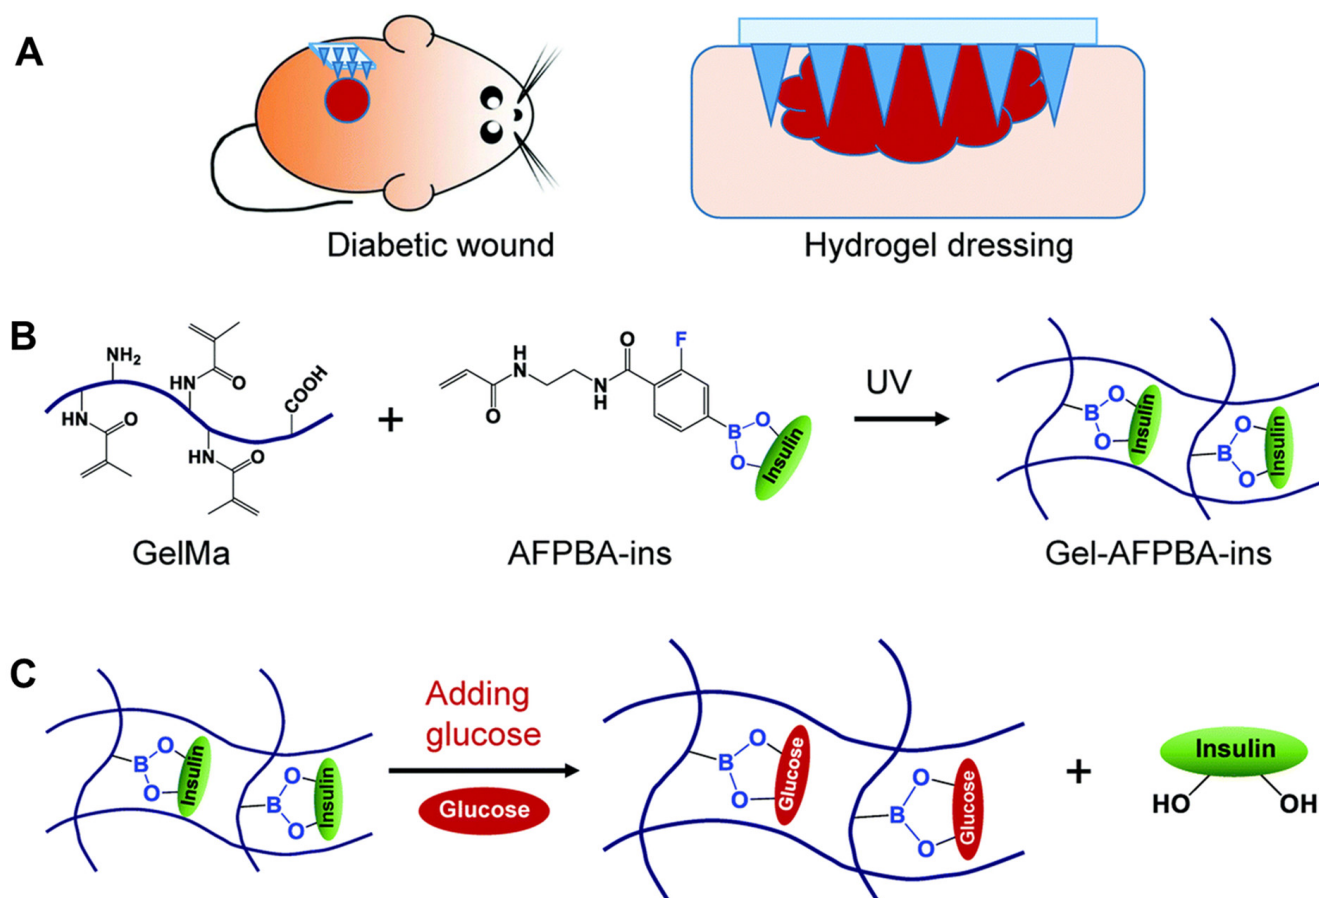 A
Diabetic wound
Hydrogel dressing
B
NH2
HN
O
HN
O
HN
O
COOH
GelMa
+
O
H
N
N
H
O
F
B
O
O
Insulin
AFPBA-ins
UV
B
O
O
Insulin
B
O
O
Insulin
Gel-AFPBA-ins
C
B
O
O
Insulin
B
O
O
Insulin
Adding
glucose
Glucose
B
O
O
Glucose
B
O
O
Glucose
+
Insulin
HO
OH